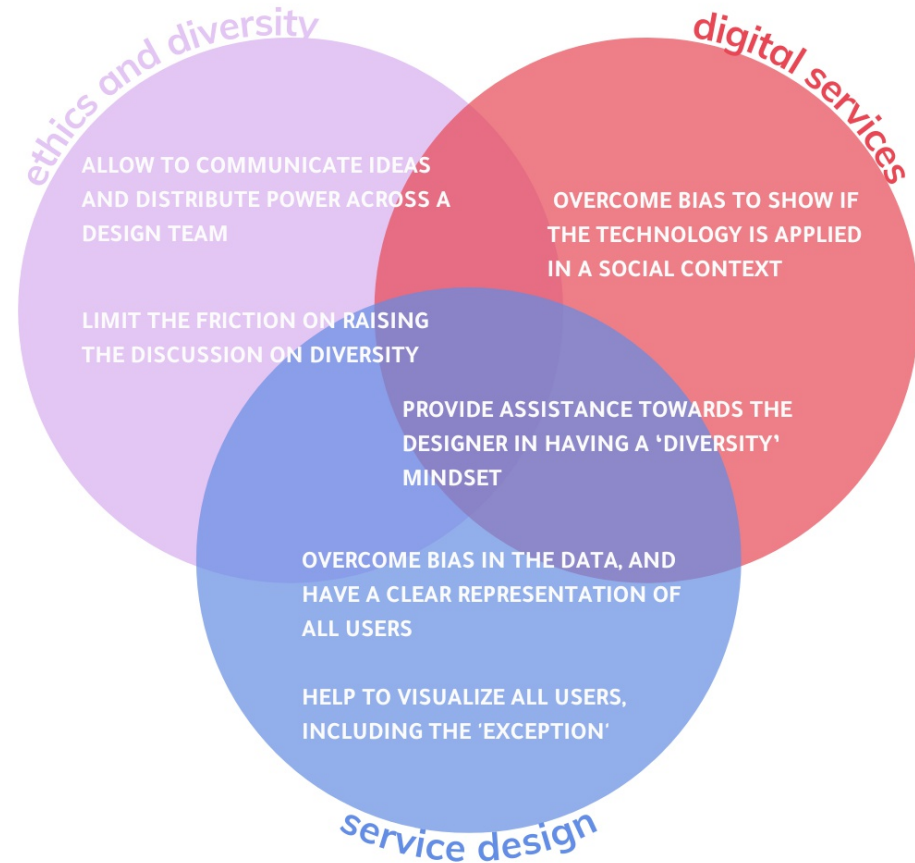 ethics and diversity
digital services
ALLOW TO COMMUNICATE IDEAS
AND DISTRIBUTE POWER ACROSS A
DESIGN TEAM
OVERCOME BIAS TO SHOW IF
THE TECHNOLOGY IS APPLIED
IN A SOCIAL CONTEXT
LIMIT THE FRICTION ON RAISING
THE DISCUSSION ON DIVERSITY
PROVIDE ASSISTANCE TOWARDS THE
DESIGNER IN HAVING A ‘DIVERSITY’
MINDSET
OVERCOME BIAS IN THE DATA, AND
HAVE A CLEAR REPRESENTATION OF
ALL USERS
HELP TO VISUALIZE ALL USERS,
INCLUDING THE 'EXCEPTION'
service design